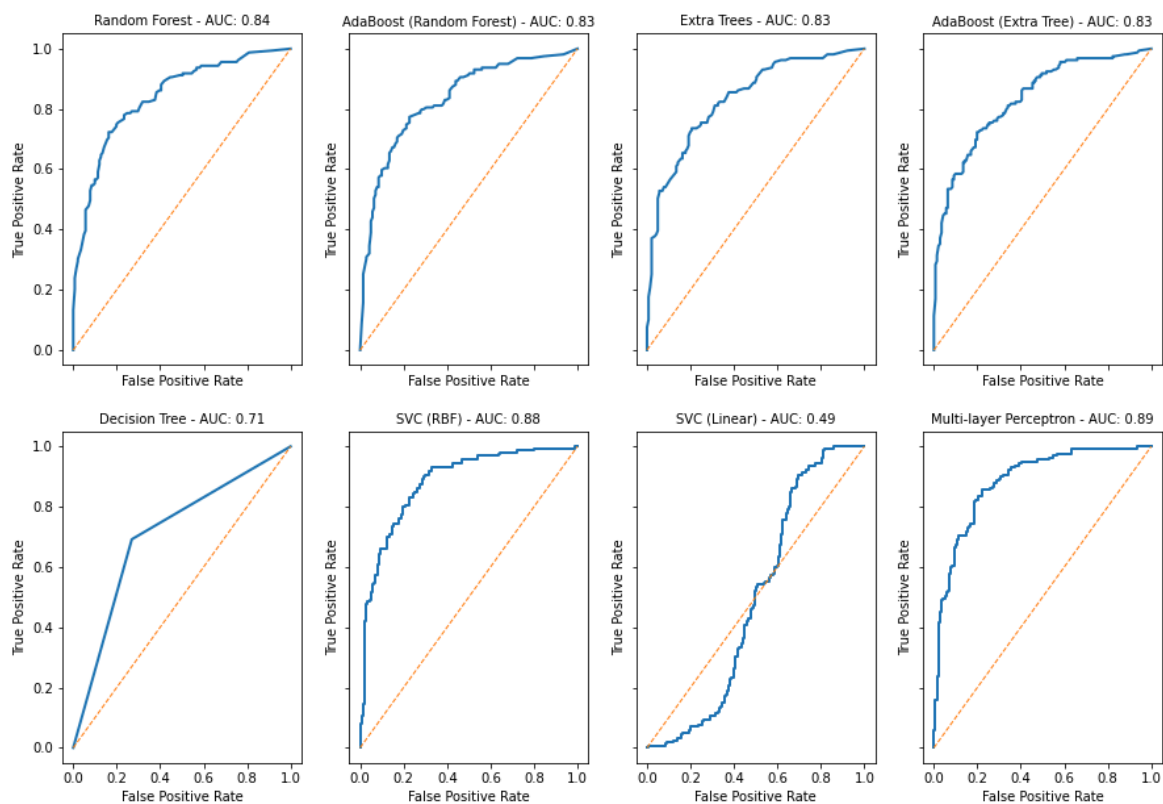 Random Forest - AUC: 0.84
AdaBoost (Random Forest) - AUC: 0.83
Extra Trees - AUC: 0.83
AdaBoost (Extra Tree) - AUC: 0.83
1.0
0.8
0.6
0.4
0.2
0.0
True Positive Rate
True Positive Rate
True Positive Rate
True Positive Rate
False Positive Rate
False Positive Rate
False Positive Rate
False Positive Rate
Decision Tree - AUC: 0.71
SVC (RBF) - AUC: 0.88
SVC (Linear) - AUC: 0.49
Multi-layer Perceptron - AUC: 0.89
1.0
0.8
0.6
0.4
0.2
0.0
True Positive Rate
True Positive Rate
True Positive Rate
True Positive Rate
0.0 0.2 0.4 0.6 0.8 1.0
0.0 0.2 0.4 0.6 0.8 1.0
0.0 0.2 0.4 0.6 0.8 1.0
0.0 0.2 0.4 0.6 0.8 1.0
False Positive Rate
False Positive Rate
False Positive Rate
False Positive Rate